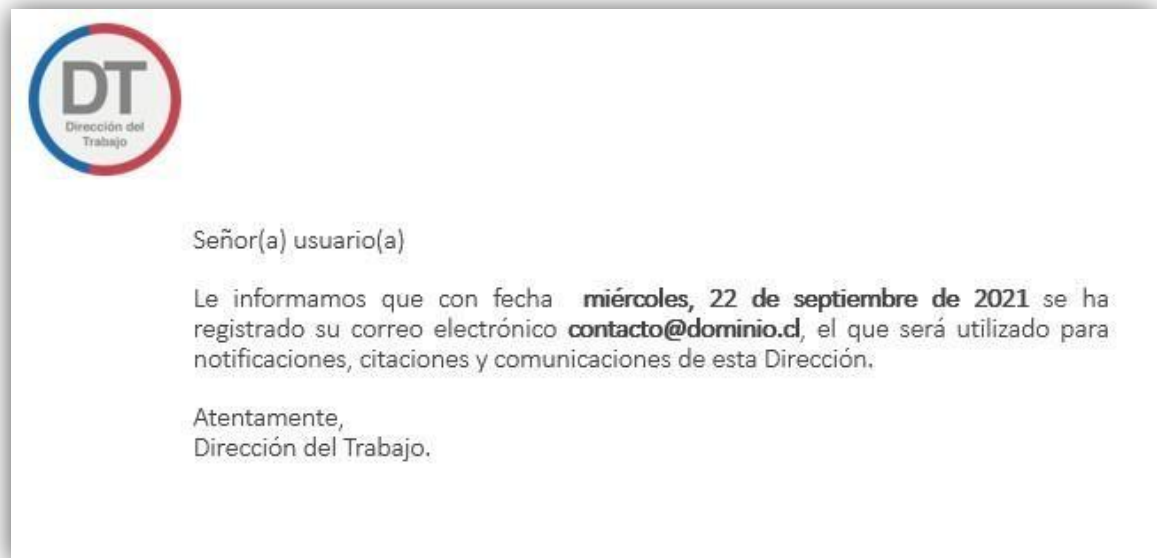 DT
Dirección del
Trabajo
Señor(a) usuario(a)
Le informamos que con fecha miércoles, 22 de septiembre de 2021 se ha
registrado su correo electrónico contacto@dominio.cl, el que será utilizado para
notificaciones, citaciones y comunicaciones de esta Dirección.
Atentamente,
Dirección del Trabajo.